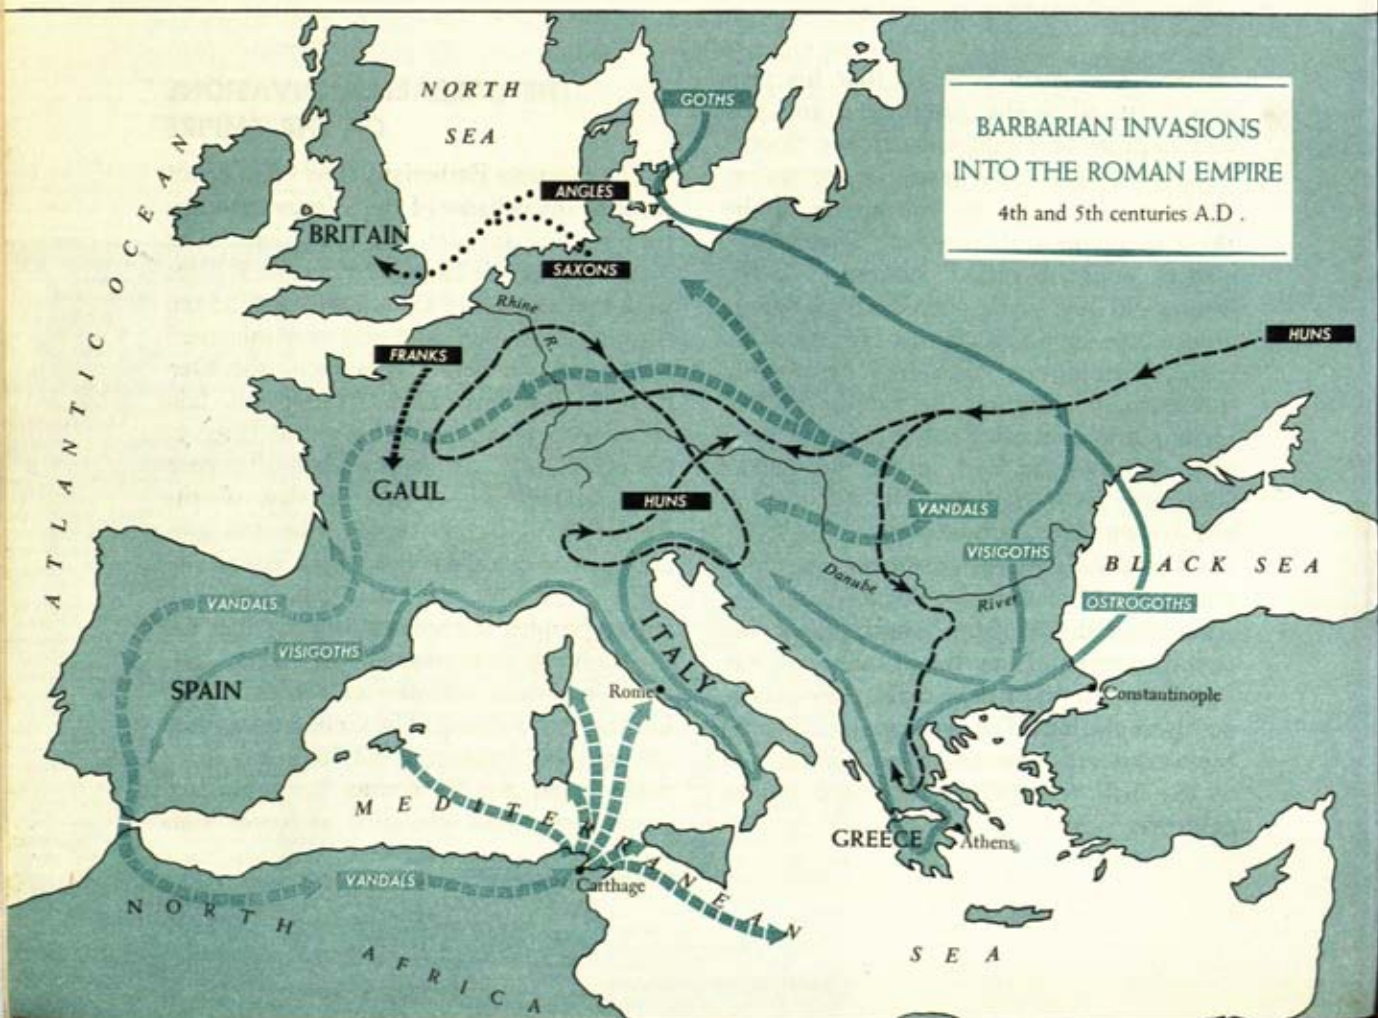 BARBARIAN INVASIONS
INTO THE ROMAN EMPIRE
4th and 5th centuries A.D.
NORTH
SEA
GOTHS
ATLANTIC OCEAN
ANGLES
BRITAIN
SAXONS
Rhine
R.
HUNS
FRANKS
GAUL
HUNS
VANDALS
VISIGOTHS
BLACK SEA
Danube
River
OSTROGOTHS
VANDALS
VISIGOTHS
ITALY
SPAIN
Rome
Constautinople
MEDITERRANEAN
SEA
GREECE
Athens
VANDALS
Carthage
NORTH
AFRICA